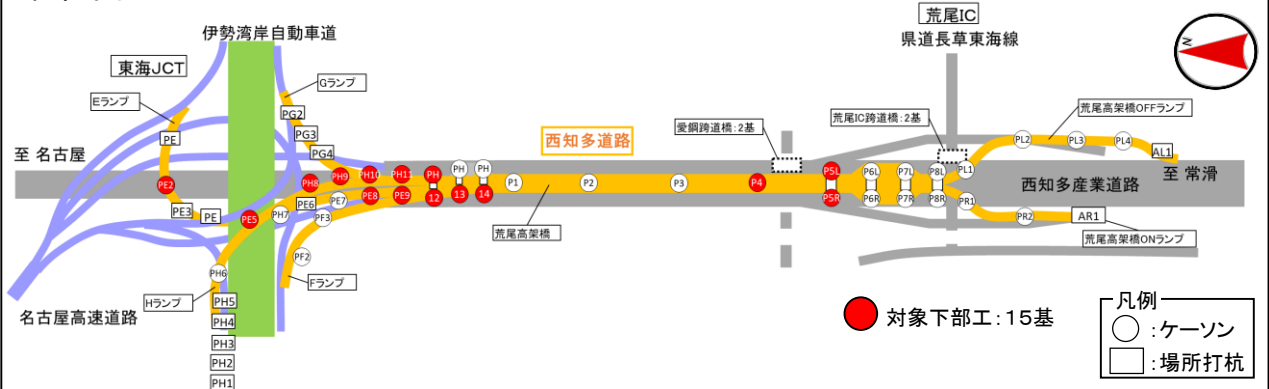 荒尾IC
県道長草東海線
伊勢湾岸自動車道
東海JCT
Gランプ
Eランプ
N
PG2
PG3
PG4
PE
至 名古屋
愛鋼跨道橋:2基
荒尾IC跨道橋:2基
荒尾高架橋OFFランプ
西知多道路
PL2
PL3
PL4
AL1
PL1
至 常滑
PE2
PH8
PH9
PH10
PH11
PH
PH
PH
12
13
14
P1
P2
P3
P4
P5L
P5R
P6L
P6R
P7L
P7R
P8L
P8R
西知多産業道路
PE3
PE
PE5
PH7
PE6
PE7
PE8
PE9
PF3
PF2
PR1
PR2
AR1
荒尾高架橋
荒尾高架橋ONランプ
PH6
Hランプ
Fランプ
PH5
PH4
PH3
PH2
PH1
名古屋高速道路
対象下部工:15基
凡例
:ケーソン
:場所打杭